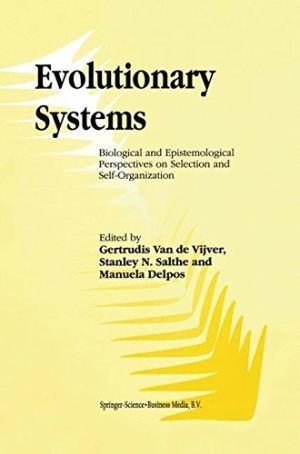 Evolutionary
Systems
Biological and Epistemological
Perspectives on Selection and
Self-Organization
Edited by
Gertrudis Van de Vijver,
Stanley N. Salthe and
Manuela Delpos
Springer-Science+Business Media, B.V.